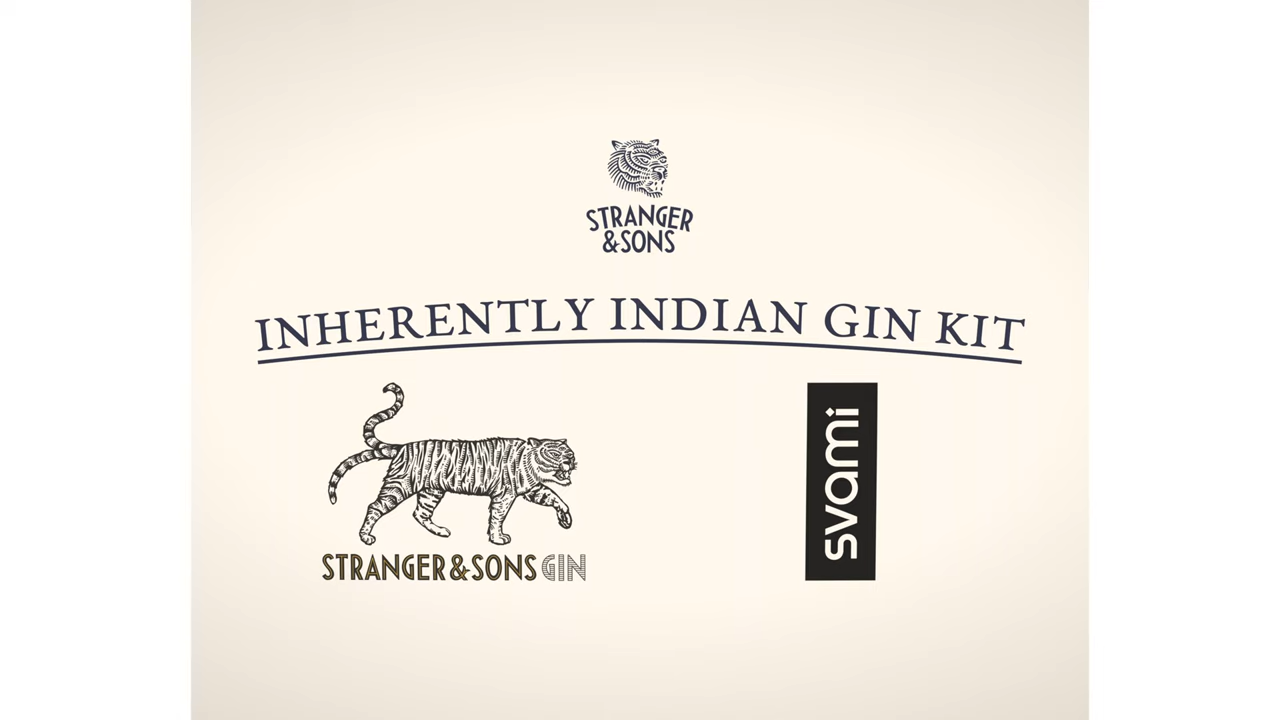 STRANGER
&SONS
INHERENTLY INDIAN GIN KIT
STRANGER&SONS GIN
svami